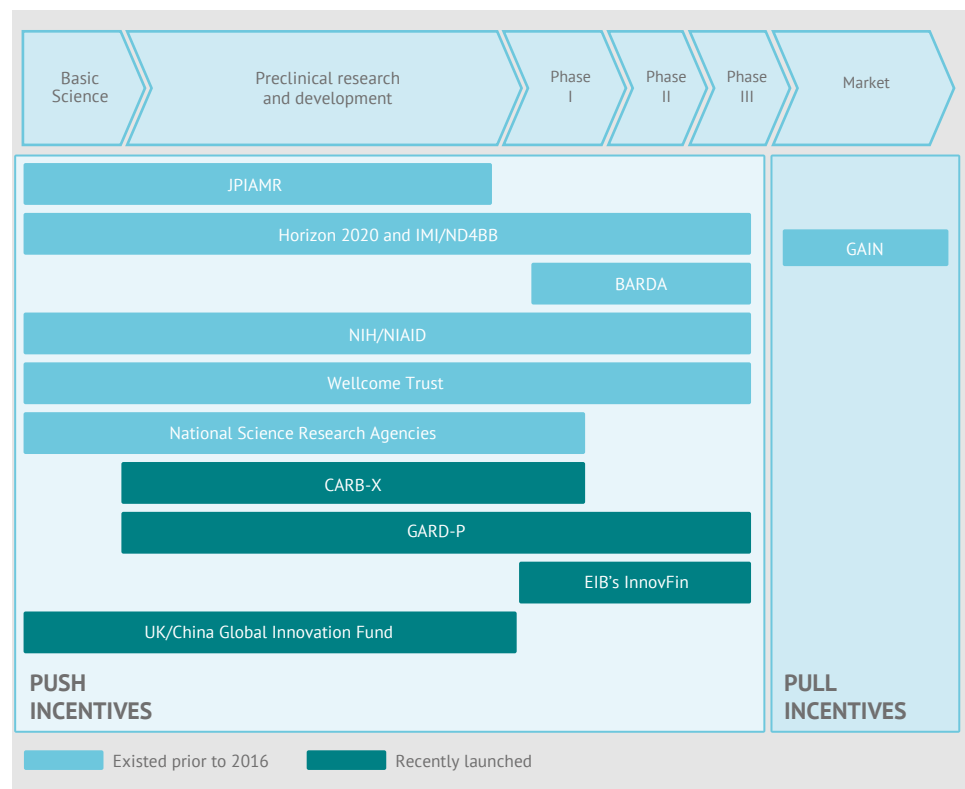 Basic
Science
Preclinical research
and development
Phase
I
Phase
II
Phase
III
Market
JPIAMR
Horizon 2020 and IMI/ND4BB
GAIN
BARDA
NIH/NIAID
Wellcome Trust
National Science Research Agencies
CARB-X
GARD-P
EIB's InnovFin
UK/China Global Innovation Fund
PUSH
INCENTIVES
PULL
INCENTIVES
Existed prior to 2016
Recently launched